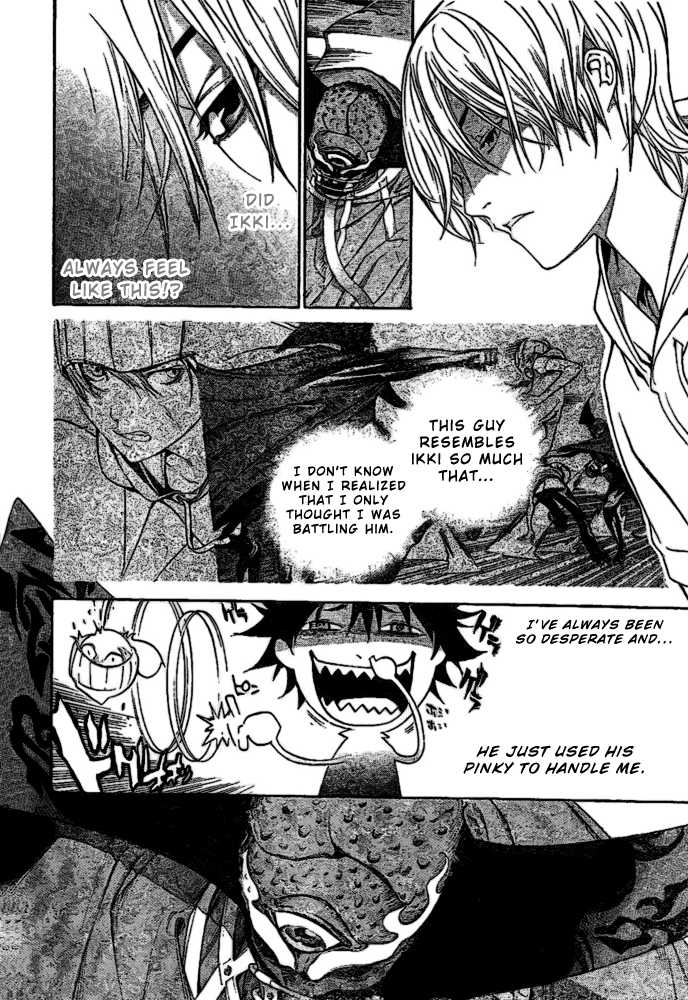 THIS GUY
RESEMBLES
IKKI SO MUCH
THAT...
I DON'T KNOW
WHEN I REALIZED
THAT I ONLY
THOUGHT I WAS
BATTLING HIM.
DID
IKKI...
ALWAYS FEEL
LIKE THIS!?
I'VE ALWAYS BEEN
SO DESPERATE AND...
HE JUST USED HIS
PINKY TO HANDLE ME.